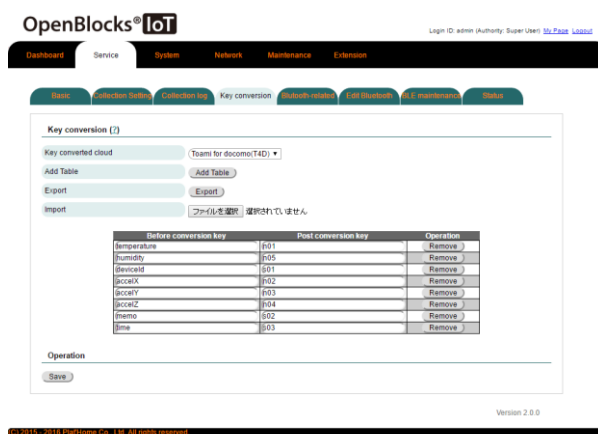 OpenBlocks® IoT
Login ID: admin (Authority: Super User) My Page Logout
Dashboard Service System Network Maintenance Extension
Basic Collection Setting Collection log Key conversion Blutooth-related Edit Bluetooth BLE maintenance Status
Key conversion (?)
Key converted cloud Toami for docomo(T4D) ▼
Add Table Add Table
Export Export
Import ファイルを選択 選択されていません
Before conversion key Post conversion key Operation
temperature n01 Remove
humidity n05 Remove
deviceId s01 Remove
accelX n02 Remove
accelY n03 Remove
accelZ n04 Remove
memo s02 Remove
time s03 Remove
Operation
Save
Version 2.0.0
(C) 2015 - 2016 PlatHome Co., Ltd. All rights reserved.